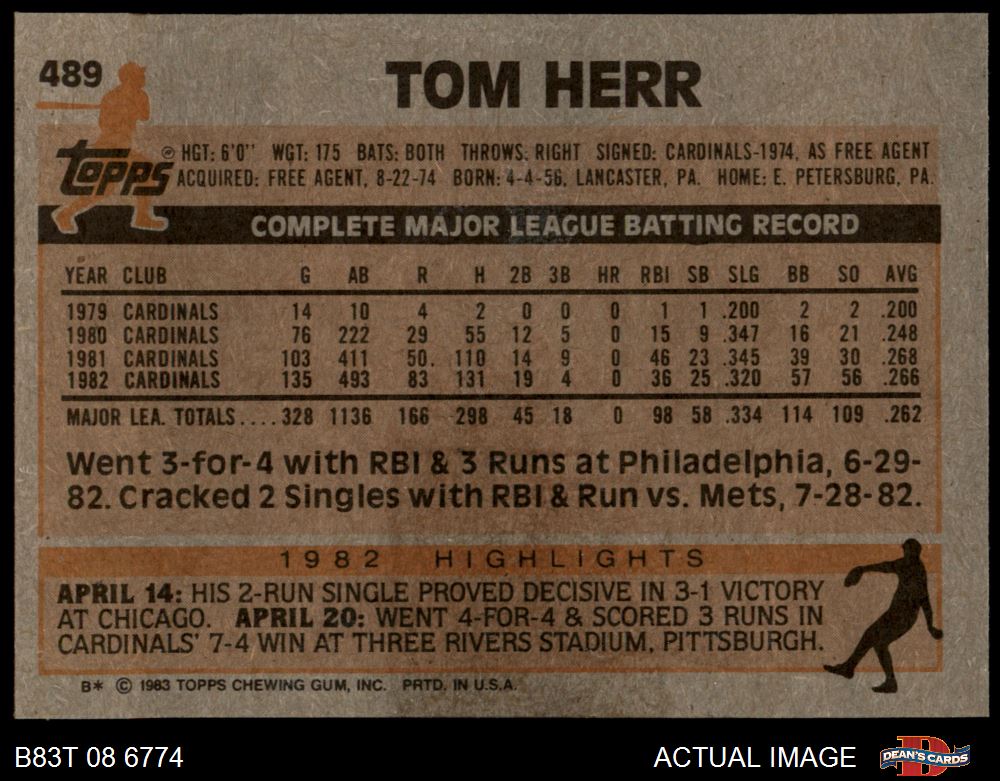 489
TOM HERR
topps ® HGT: 6'0" WGT: 175 BATS: BOTH THROWS: RIGHT SIGNED: CARDINALS-1974, AS FREE AGENT
ACQUIRED: FREE AGENT, 8-22-74 BORN: 4-4-56, LANCASTER, PA. HOME: E. PETERSBURG, PA.
COMPLETE MAJOR LEAGUE BATTING RECORD
YEAR CLUB G AB R H 2B 3B HR RBI SB SLG BB SO AVG
1979 CARDINALS 14 10 4 2 0 0 0 1 1 .200 2 2 .200
1980 CARDINALS 76 222 29 55 12 5 0 15 9 .347 16 21 .248
1981 CARDINALS 103 411 50. 110 14 9 0 46 23 .345 39 30 .268
1982 CARDINALS 135 493 83 131 19 4 0 36 25 .320 57 56 .266
MAJOR LEA. TOTALS.... 328 1136 166 298 45 18 0 98 58 .334 114 109 .262
Went 3-for-4 with RBI & 3 Runs at Philadelphia, 6-29-
82. Cracked 2 Singles with RBI & Run vs. Mets, 7-28-82.
1982 HIGHLIGHTS
APRIL 14: HIS 2-RUN SINGLE PROVED DECISIVE IN 3-1 VICTORY
AT CHICAGO. APRIL 20: WENT 4-FOR-4 & SCORED 3 RUNS IN
CARDINALS' 7-4 WIN AT THREE RIVERS STADIUM, PITTSBURGH.
B* © 1983 TOPPS CHEWING GUM, INC. PRTD. IN U.S.A.
B83T 08 6774
ACTUAL IMAGE
DEAN'S CARDS